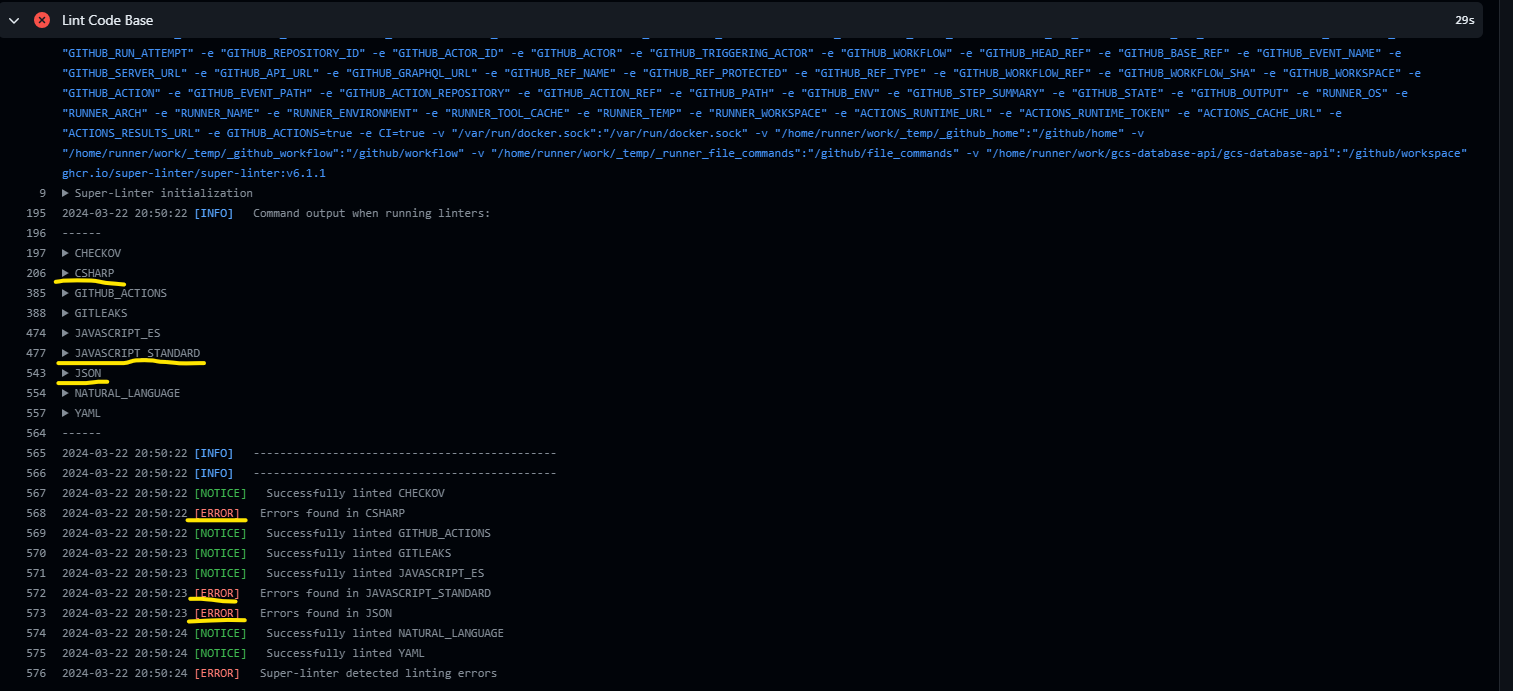 Lint Code Base 29s
"GITHUB_RUN_ATTEMPT" -e "GITHUB_REPOSITORY_ID" -e "GITHUB_ACTOR_ID" -e "GITHUB_ACTOR" -e "GITHUB_TRIGGERING_ACTOR" -e "GITHUB_WORKFLOW" -e "GITHUB_HEAD_REF" -e "GITHUB_BASE_REF" -e "GITHUB_EVENT_NAME" -e
"GITHUB_SERVER_URL" -e "GITHUB_API_URL" -e "GITHUB_GRAPHQL_URL" -e "GITHUB_REF_NAME" -e "GITHUB_REF_PROTECTED" -e "GITHUB_REF_TYPE" -e "GITHUB_WORKFLOW_REF" -e "GITHUB_WORKFLOW_SHA" -e "GITHUB_WORKSPACE" -e
"GITHUB_ACTION" -e "GITHUB_EVENT_PATH" -e "GITHUB_ACTION_REPOSITORY" -e "GITHUB_ACTION_REF" -e "GITHUB_PATH" -e "GITHUB_ENV" -e "GITHUB_STEP_SUMMARY" -e "GITHUB_STATE" -e "GITHUB_OUTPUT" -e "RUNNER_OS" -e
"RUNNER_ARCH" -e "RUNNER_NAME" -e "RUNNER_ENVIRONMENT" -e "RUNNER_TOOL_CACHE" -e "RUNNER_TEMP" -e "RUNNER_WORKSPACE" -e "ACTIONS_RUNTIME_URL" -e "ACTIONS_RUNTIME_TOKEN" -e "ACTIONS_CACHE_URL" -e
"ACTIONS_RESULTS_URL" -e GITHUB_ACTIONS=true -e CI=true -v "/var/run/docker.sock":"/var/run/docker.sock" -v "/home/runner/work/_temp/_github_home":"/github/home" -v
"/home/runner/work/_temp/_github_workflow":"/github/workflow" -v "/home/runner/work/_temp/_runner_file_commands":"/github/file_commands" -v "/home/runner/work/gcs-database-api/gcs-database-api":"/github/workspace"
ghcr.io/super-linter/super-linter:v6.1.1
9 Super-Linter initialization
195 2024-03-22 20:50:22 [INFO] Command output when running linters:
196 ------
197 CHECKOV
206 CSHARP
385 GITHUB_ACTIONS
388 GITLEAKS
474 JAVASCRIPT_ES
477 JAVASCRIPT_STANDARD
543 JSON
554 NATURAL_LANGUAGE
557 YAML
564 ------
565 2024-03-22 20:50:22 [INFO] ----------------------------------------------
566 2024-03-22 20:50:22 [INFO] ----------------------------------------------
567 2024-03-22 20:50:22 [NOTICE] Successfully linted CHECKOV
568 2024-03-22 20:50:22 [ERROR] Errors found in CSHARP
569 2024-03-22 20:50:22 [NOTICE] Successfully linted GITHUB_ACTIONS
570 2024-03-22 20:50:23 [NOTICE] Successfully linted GITLEAKS
571 2024-03-22 20:50:23 [NOTICE] Successfully linted JAVASCRIPT_ES
572 2024-03-22 20:50:23 [ERROR] Errors found in JAVASCRIPT_STANDARD
573 2024-03-22 20:50:23 [ERROR] Errors found in JSON
574 2024-03-22 20:50:24 [NOTICE] Successfully linted NATURAL_LANGUAGE
575 2024-03-22 20:50:24 [NOTICE] Successfully linted YAML
576 2024-03-22 20:50:24 [ERROR] Super-linter detected linting errors